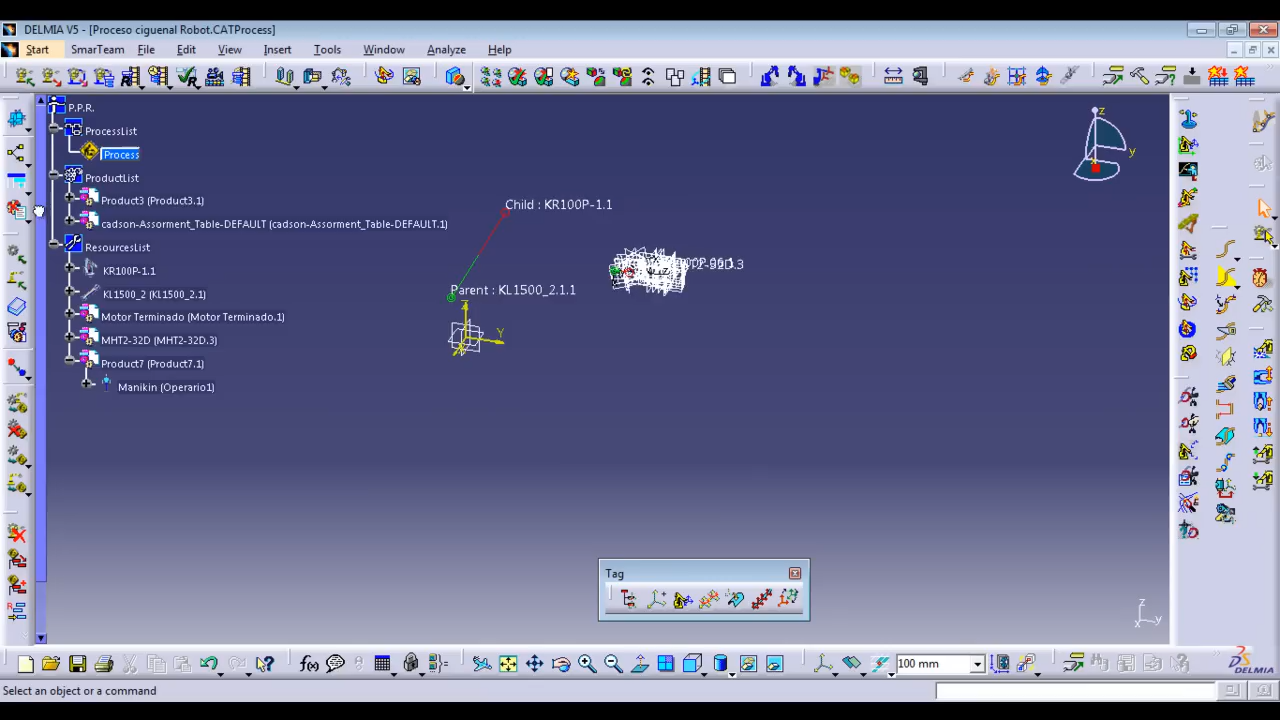 DELMIA V5 - [Proceso ciguenal Robot.CATProcess]
Start SmarTeam File Edit View Insert Tools Window Analyze Help
P.P.R.
ProcessList
Process
ProductList
Product3 (Product3.1)
cadson-Assorment_Table-DEFAULT (cadson-Assorment_Table-DEFAULT.1)
ResourcesList
KR100P-1.1
KL1500_2 (KL1500_2.1)
Motor Terminado (Motor Terminado.1)
MHT2-32D (MHT2-32D.3)
Product7 (Product7.1)
Manikin (Operario1)
Child : KR100P-1.1
Parent : KL1500_2.1.1
Y
z
y
Tag
z
x y
f(x)
100 mm
DELMIA
Select an object or a command